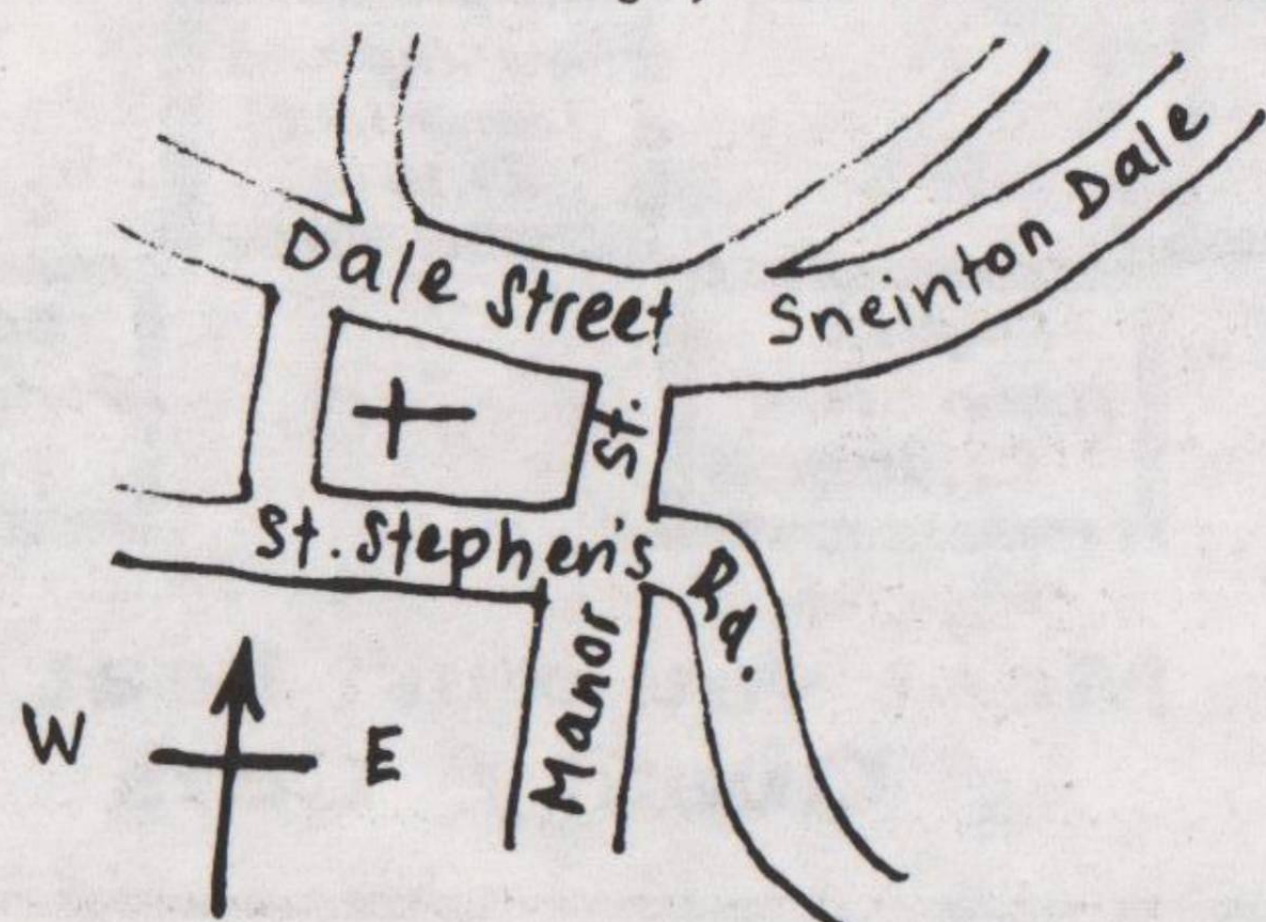 Dale Street
Sneinton Dale
St. Stephen's Rd.
Manor St.
W E